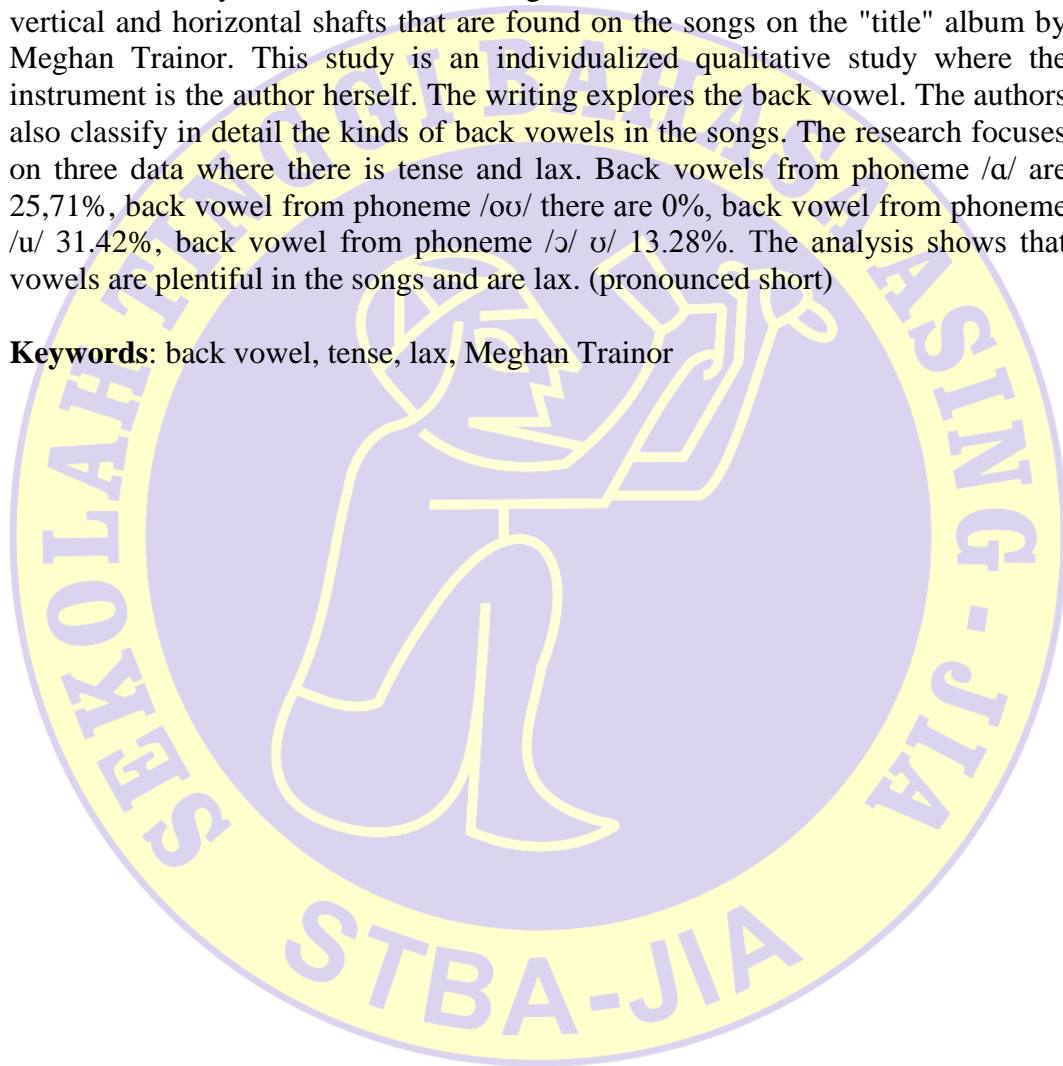 vertical and horizontal shafts that are found on the songs on the "title" album by
Meghan Trainor. This study is an individualized qualitative study where the
instrument is the author herself. The writing explores the back vowel. The authors
also classify in detail the kinds of back vowels in the songs. The research focuses
on three data where there is tense and lax. Back vowels from phoneme /ɑ/ are
25,71%, back vowel from phoneme /oʊ/ there are 0%, back vowel from phoneme
/u/ 31.42%, back vowel from phoneme /ɔ/ ʊ/ 13.28%. The analysis shows that
vowels are plentiful in the songs and are lax. (pronounced short)
Keywords: back vowel, tense, lax, Meghan Trainor
SEKOLAH TINGGI BAHASA ASING - JIA
STBA-JIA